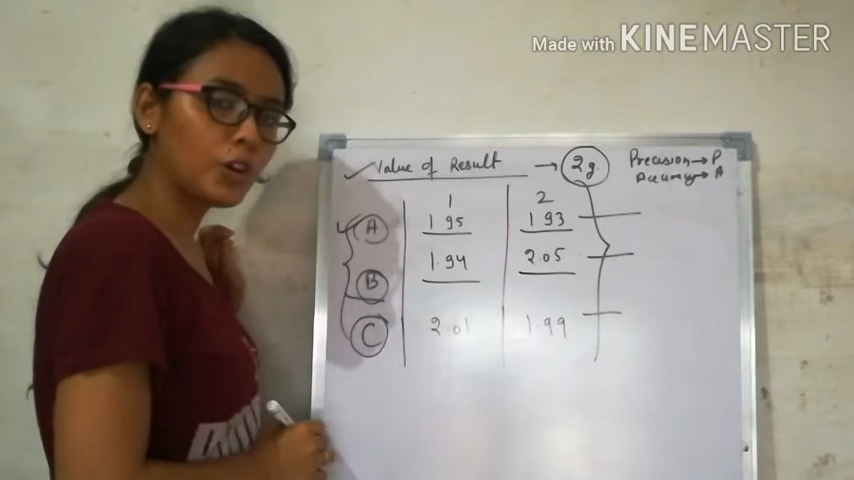 Made with KINEMASTER
Value of Result → 2g
Precision → P
Accuracy → A
1 2
A 1.95 1.93
B 1.94 2.05
C 2.01 1.99